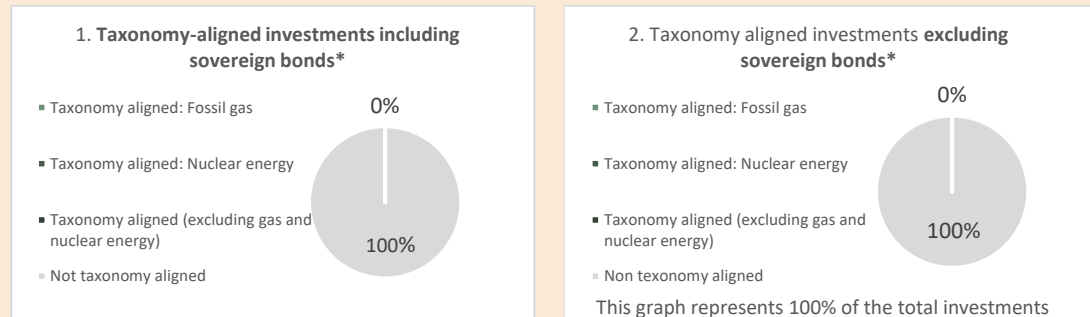 1. Taxonomy-aligned investments including
sovereign bonds*
Taxonomy aligned: Fossil gas
Taxonomy aligned: Nuclear energy
Taxonomy aligned (excluding gas and
nuclear energy)
Not taxonomy aligned
0%
100%
2. Taxonomy aligned investments excluding
sovereign bonds*
Taxonomy aligned: Fossil gas
Taxonomy aligned: Nuclear energy
Taxonomy aligned (excluding gas and
nuclear energy)
Non texonomy aligned
0%
100%
This graph represents 100% of the total investments